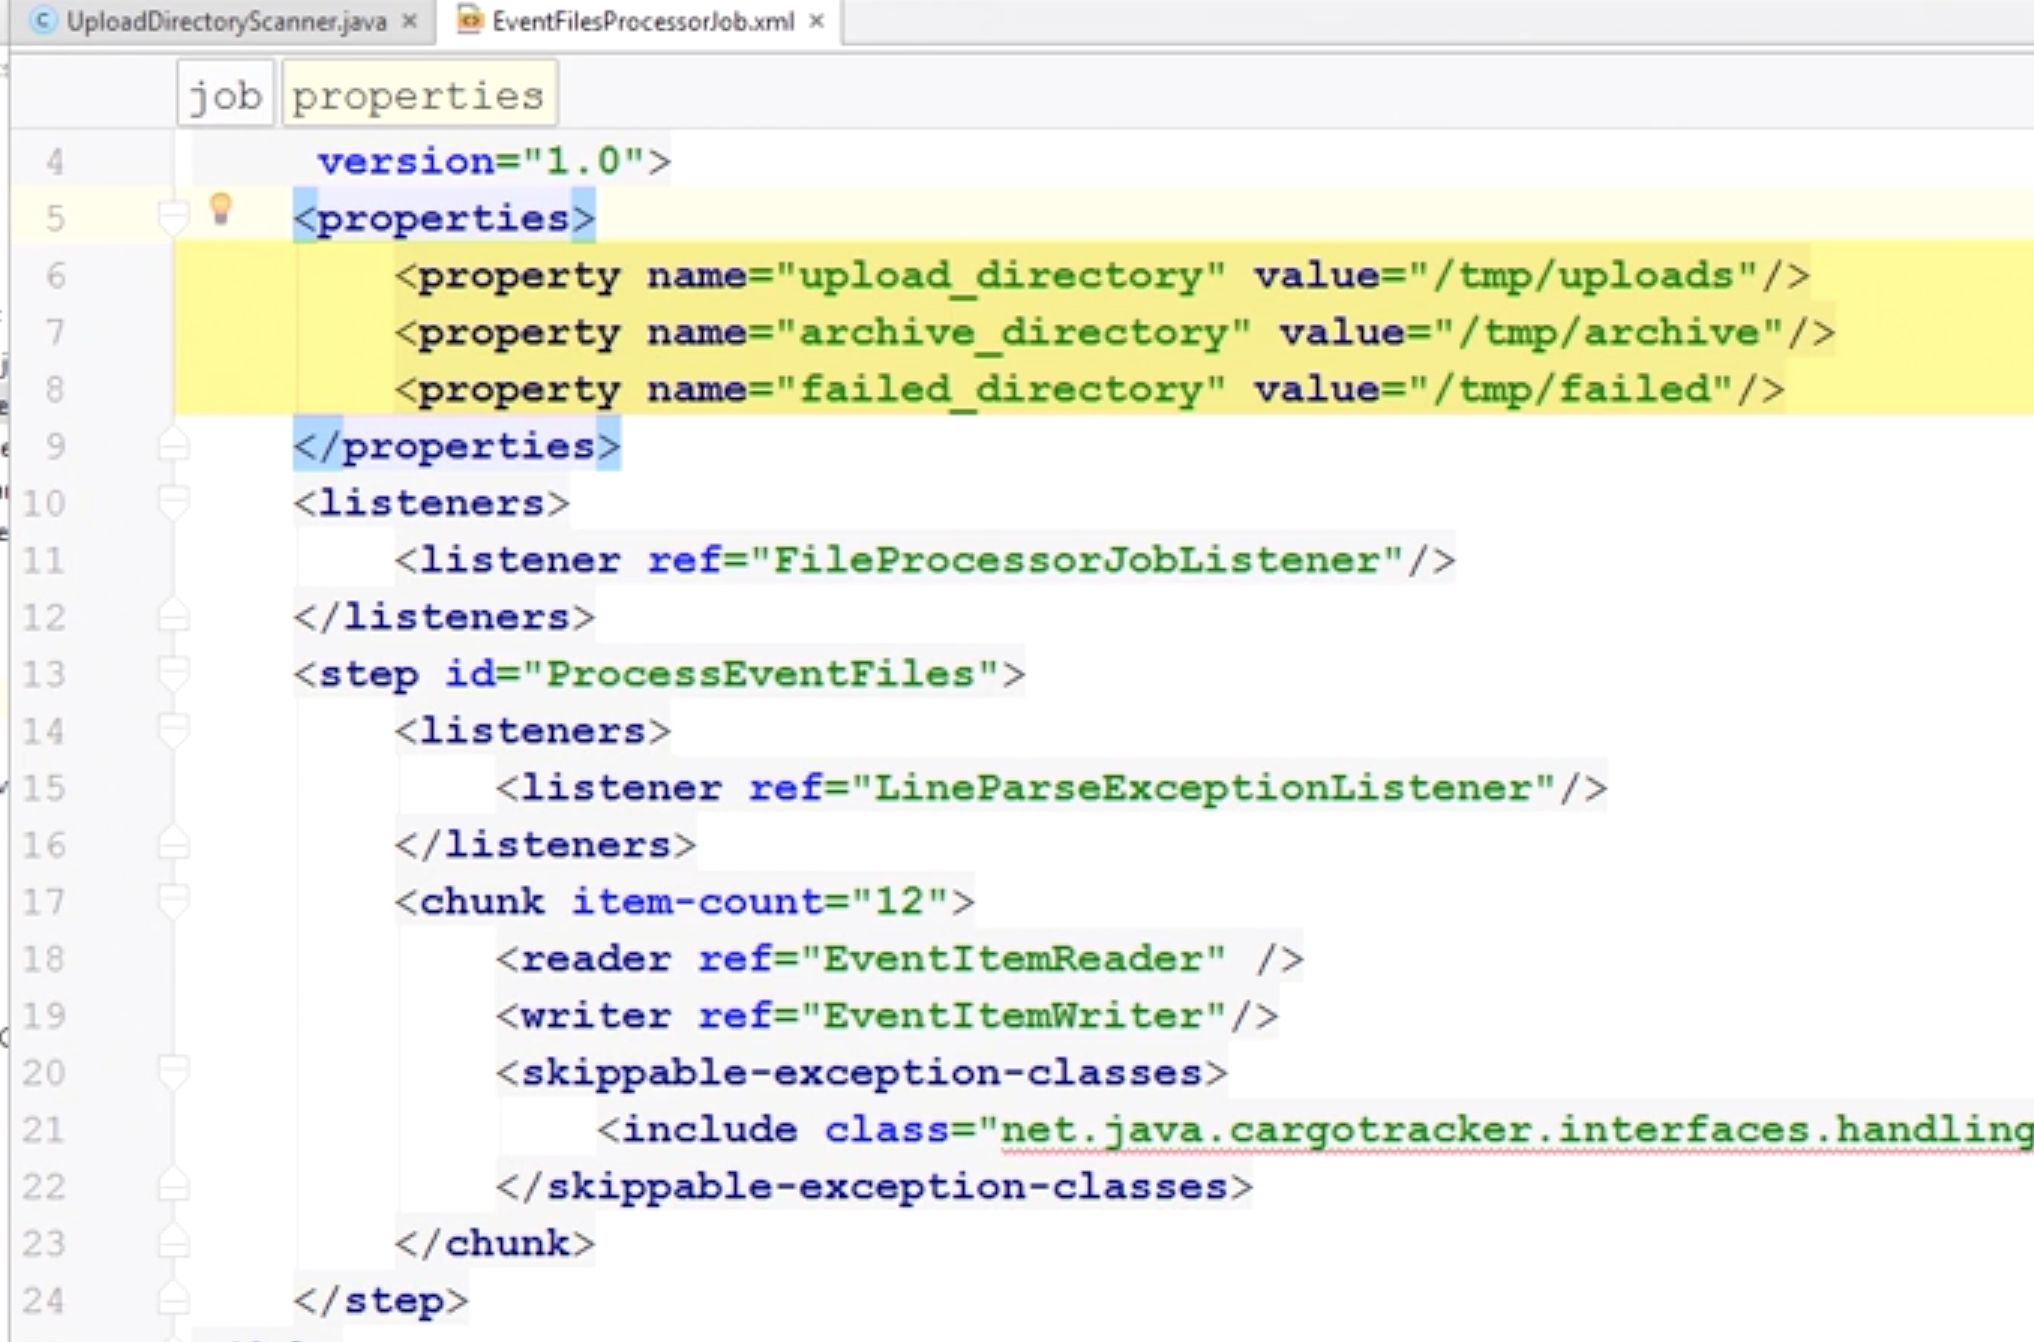 UploadDirectoryScanner.java × EventFilesProcessorJob.xml ×
job properties
4 version="1.0">
5 <properties>
6 <property name="upload_directory" value="/tmp/uploads"/>
7 <property name="archive_directory" value="/tmp/archive"/>
8 <property name="failed_directory" value="/tmp/failed"/>
9 </properties>
10 <listeners>
11 <listener ref="FileProcessorJobListener"/>
12 </listeners>
13 <step id="ProcessEventFiles">
14 <listeners>
15 <listener ref="LineParseExceptionListener"/>
16 </listeners>
17 <chunk item-count="12">
18 <reader ref="EventItemReader" />
19 <writer ref="EventItemWriter"/>
20 <skippable-exception-classes>
21 <include class="net.java.cargotracker.interfaces.handling
22 </skippable-exception-classes>
23 </chunk>
24 </step>